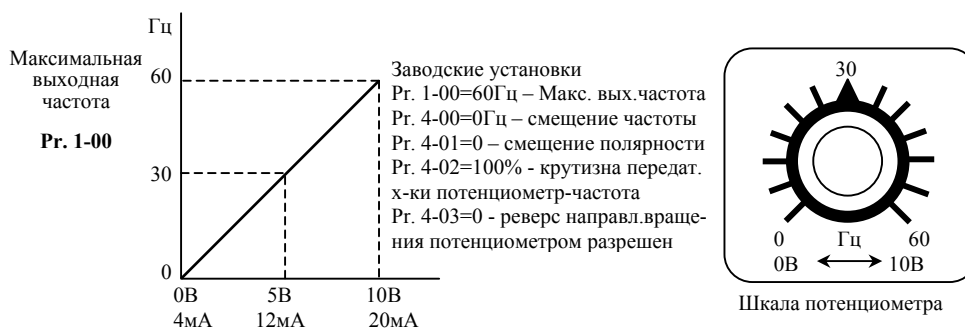 Гц
Максимальная
выходная
частота
Pr. 1-00
60
30
0
0В
5В
10В
4мА
12мА
20мА
Заводские установки
Pr. 1-00=60Гц – Макс. вых.частота
Pr. 4-00=0Гц – смещение частоты
Pr. 4-01=0 – смещение полярности
Pr. 4-02=100% - крутизна передат.
х-ки потенциометр-частота
Pr. 4-03=0 - реверс направл.враще-
ния потенциометром разрешен
30
0
Гц
60
0В
10В
Шкала потенциометра